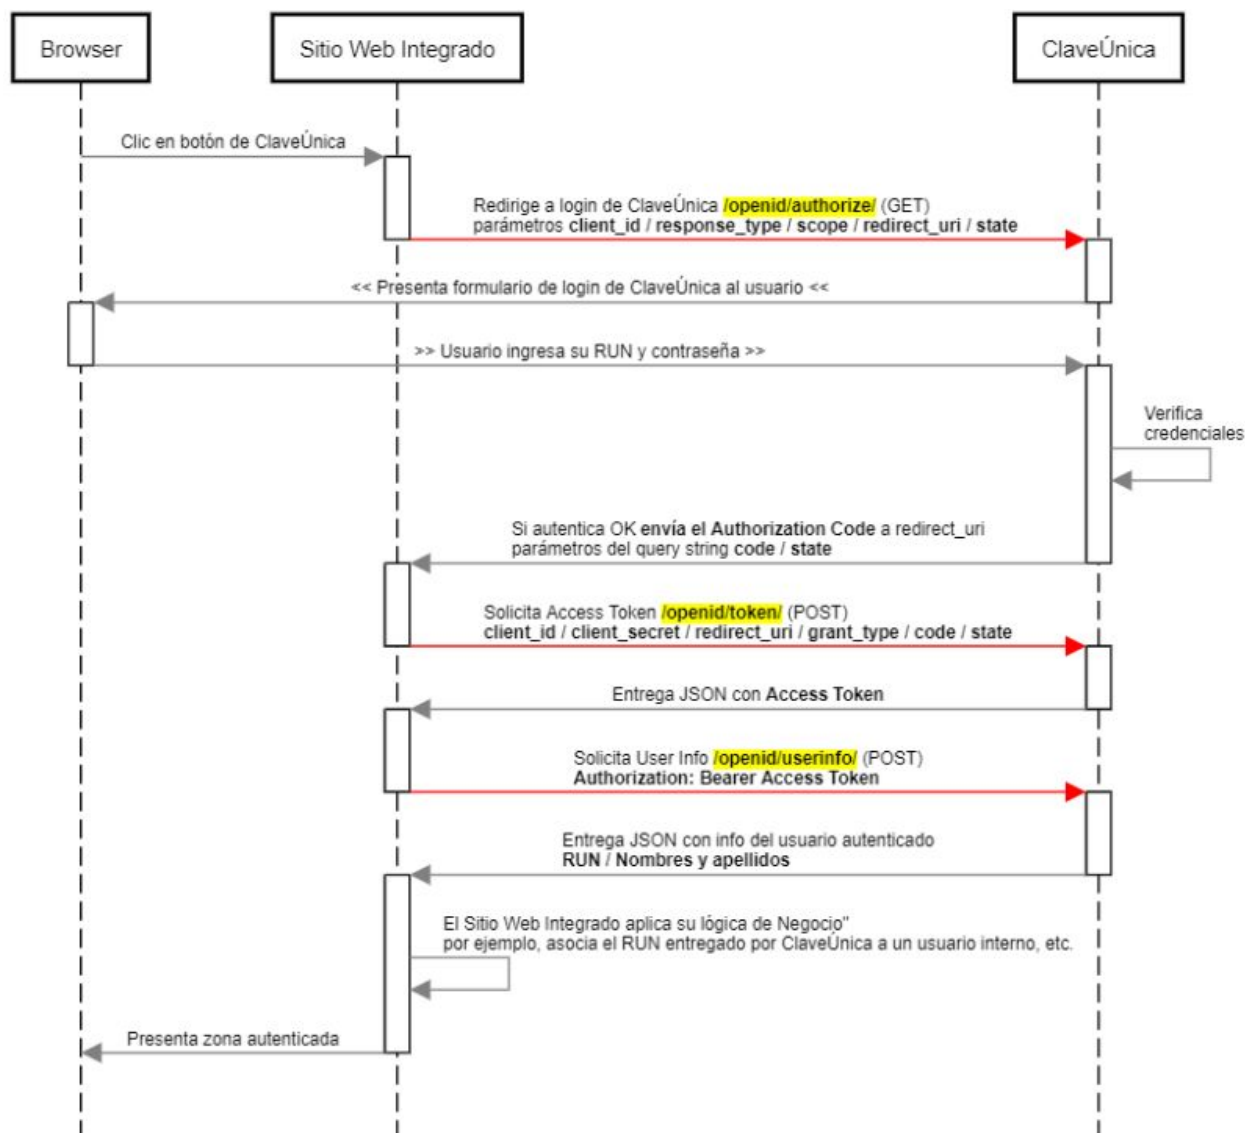 Browser
Sitio Web Integrado
ClaveÚnica
Clic en botón de ClaveÚnica
Redirige a login de ClaveÚnica /openid/authorize/ (GET)
parámetros client_id / response_type / scope / redirect_uri / state
<< Presenta formulario de login de ClaveÚnica al usuario <<
>> Usuario ingresa su RUN y contraseña >>
Verifica
credenciales
Si autentica OK envía el Authorization Code a redirect_uri
parámetros del query string code / state
Solicita Access Token /openid/token/ (POST)
client_id / client_secret / redirect_uri / grant_type / code / state
Entrega JSON con Access Token
Solicita User Info /openid/userinfo/ (POST)
Authorization: Bearer Access Token
Entrega JSON con info del usuario autenticado
RUN / Nombres y apellidos
El Sitio Web Integrado aplica su lógica de Negocio"
por ejemplo, asocia el RUN entregado por ClaveÚnica a un usuario interno, etc.
Presenta zona autenticada